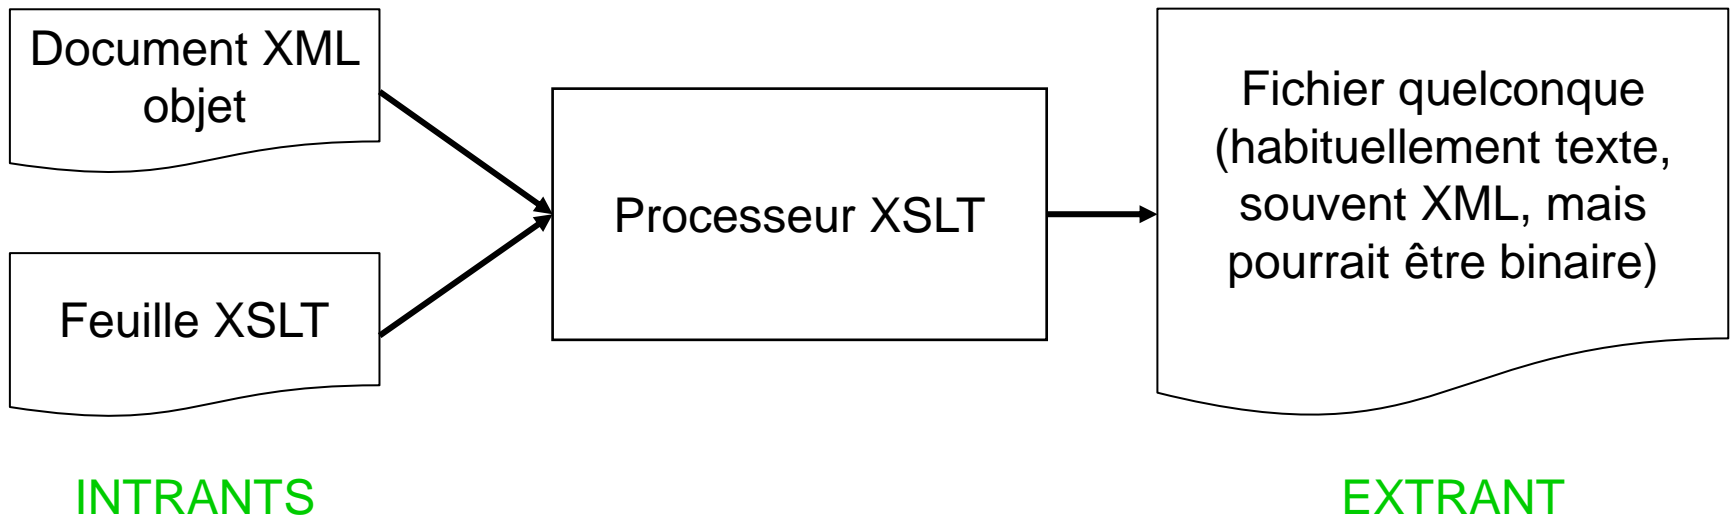 Document XML
objet
Feuille XSLT
Processeur XSLT
Fichier quelconque
(habituellement texte,
souvent XML, mais
pourrait être binaire)
INTRANTS
EXTRANT